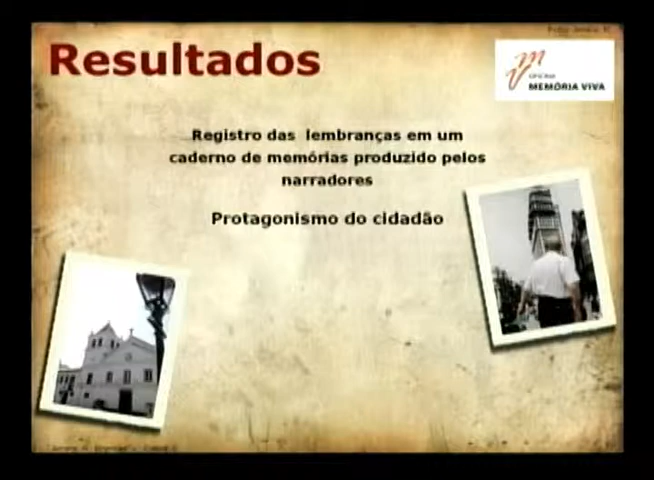 Resultados
OFICINA
MEMÓRIA VIVA
Registro das lembranças em um
caderno de memórias produzido pelos
narradores
Protagonismo do cidadão